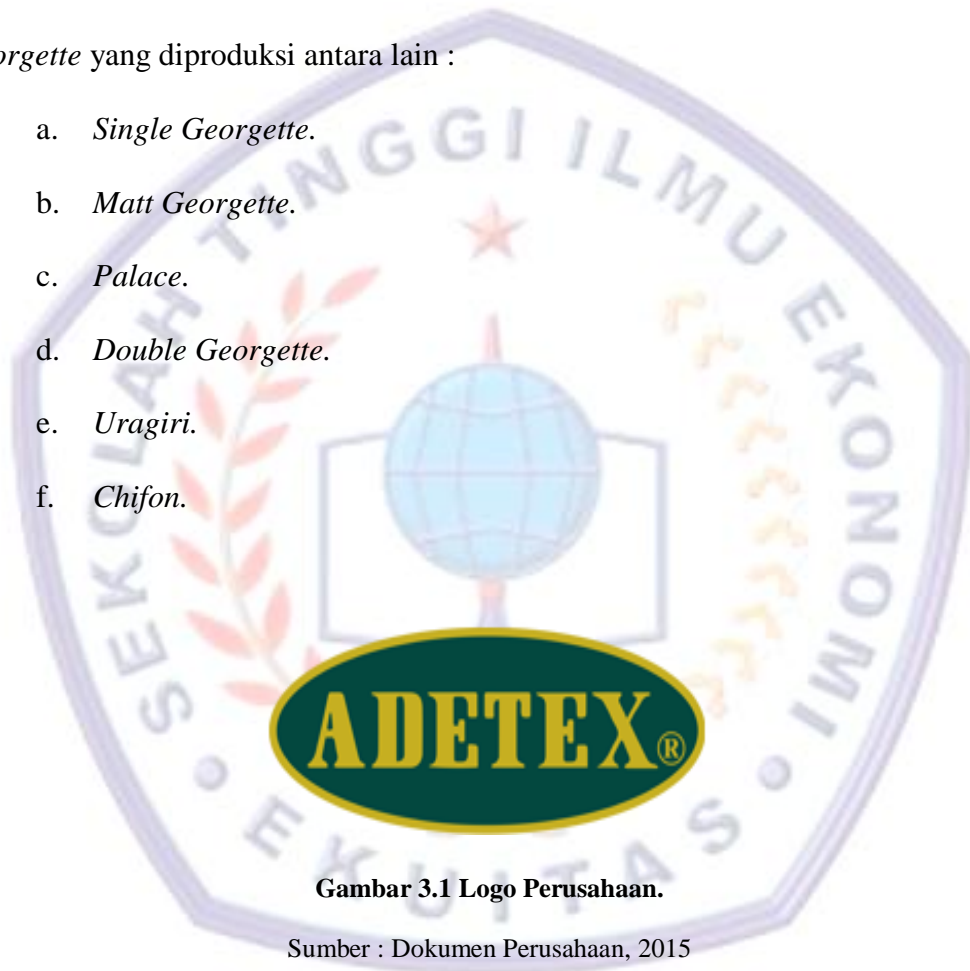 orgette yang diproduksi antara lain :
a. Single Georgette.
b. Matt Georgette.
c. Palace.
d. Double Georgette.
e. Uragiri.
f. Chifon.
SEKOLAH TINGGI ILMU EKONOMI
• EKUITAS •
ADETEX®
Gambar 3.1 Logo Perusahaan.
Sumber : Dokumen Perusahaan, 2015